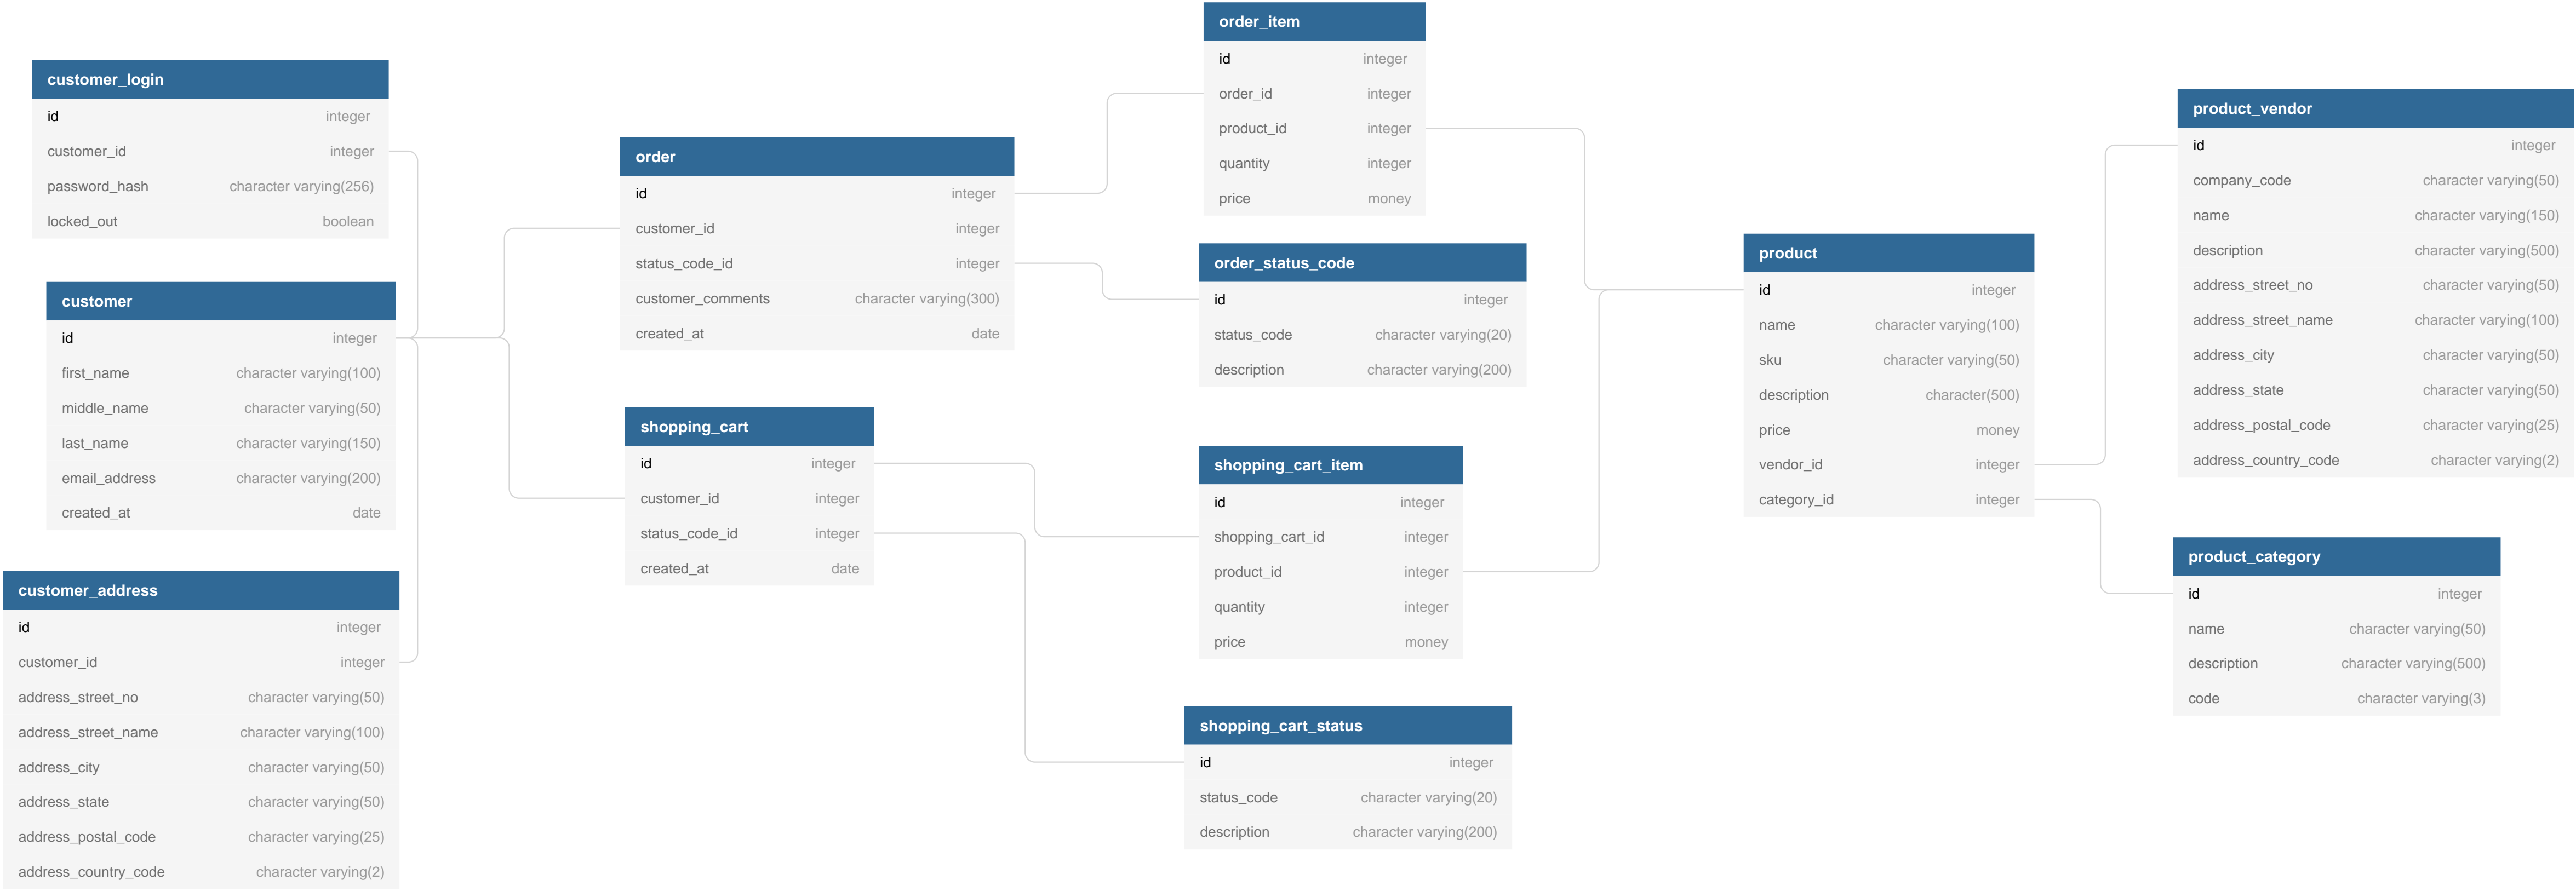 customer_login
id integer
customer_id integer
password_hash character varying(256)
locked_out boolean
customer
id integer
first_name character varying(100)
middle_name character varying(50)
last_name character varying(150)
email_address character varying(200)
created_at date
customer_address
id integer
customer_id integer
address_street_no character varying(50)
address_street_name character varying(100)
address_city character varying(50)
address_state character varying(50)
address_postal_code character varying(25)
address_country_code character varying(2)
order
id integer
customer_id integer
status_code_id integer
customer_comments character varying(300)
created_at date
shopping_cart
id integer
customer_id integer
status_code_id integer
created_at date
order_item
id integer
order_id integer
product_id integer
quantity integer
price money
order_status_code
id integer
status_code character varying(20)
description character varying(200)
shopping_cart_item
id integer
shopping_cart_id integer
product_id integer
quantity integer
price money
shopping_cart_status
id integer
status_code character varying(20)
description character varying(200)
product
id integer
name character varying(100)
sku character varying(50)
description character(500)
price money
vendor_id integer
category_id integer
product_vendor
id integer
company_code character varying(50)
name character varying(150)
description character varying(500)
address_street_no character varying(50)
address_street_name character varying(100)
address_city character varying(50)
address_state character varying(50)
address_postal_code character varying(25)
address_country_code character varying(2)
product_category
id integer
name character varying(50)
description character varying(500)
code character varying(3)